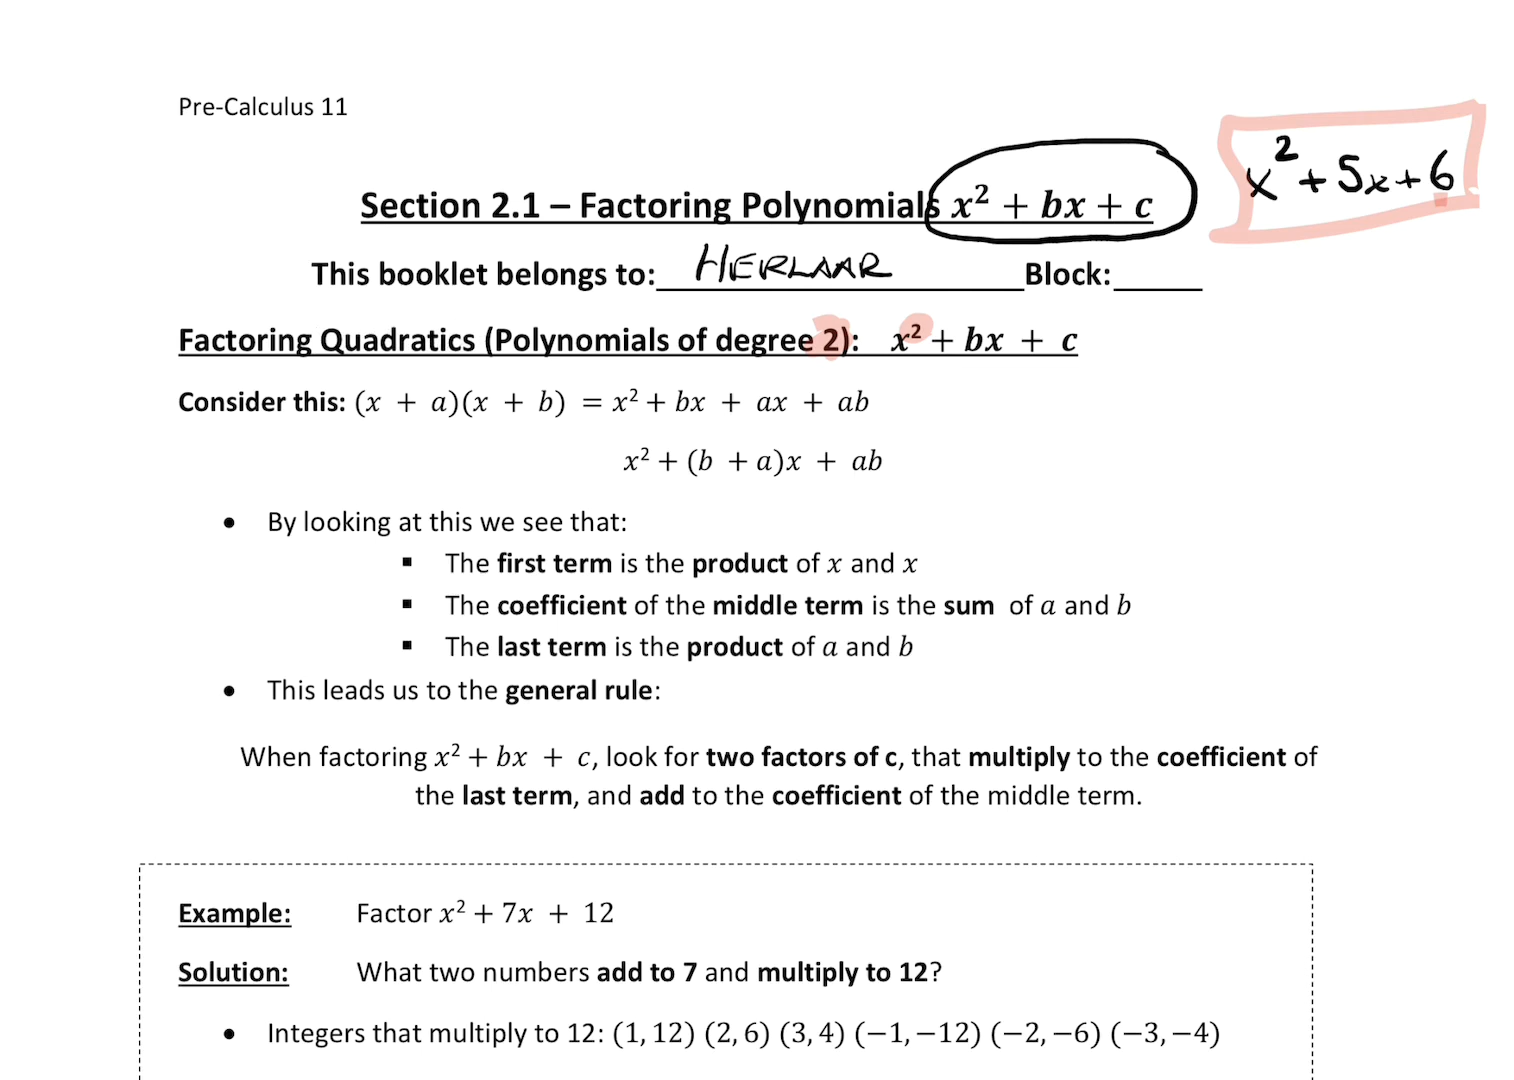 Pre-Calculus 11
x² + 5x + 6
Section 2.1 – Factoring Polynomials x² + bx + c
This booklet belongs to: HERLAAR Block:______
Factoring Quadratics (Polynomials of degree 2): x² + bx + c
Consider this: (x + a)(x + b) = x² + bx + ax + ab
x² + (b + a)x + ab
• By looking at this we see that:
▪ The first term is the product of x and x
▪ The coefficient of the middle term is the sum of a and b
▪ The last term is the product of a and b
• This leads us to the general rule:
When factoring x² + bx + c, look for two factors of c, that multiply to the coefficient of
the last term, and add to the coefficient of the middle term.
Example: Factor x² + 7x + 12
Solution: What two numbers add to 7 and multiply to 12?
• Integers that multiply to 12: (1, 12) (2, 6) (3, 4) (−1, −12) (−2, −6) (−3, −4)